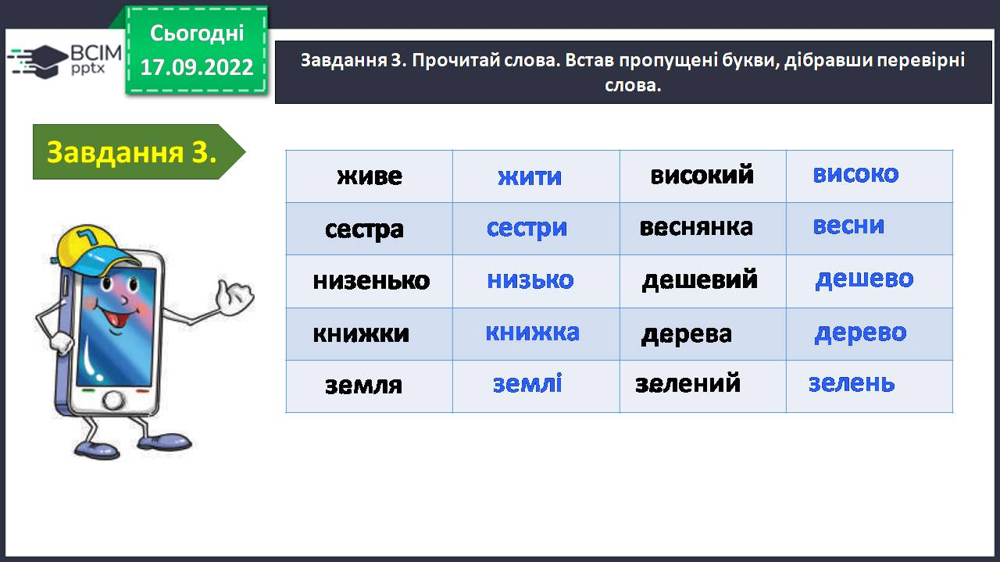 Сьогодні
17.09.2022
ВСІМ
pptx
Завдання 3. Прочитай слова. Встав пропущені букви, дібравши перевірні
слова.
Завдання 3.
живе жити високий високо
сестра сестри веснянка весни
низенько низько дешевий дешево
книжки книжка дерева дерево
земля землі зелений зелень